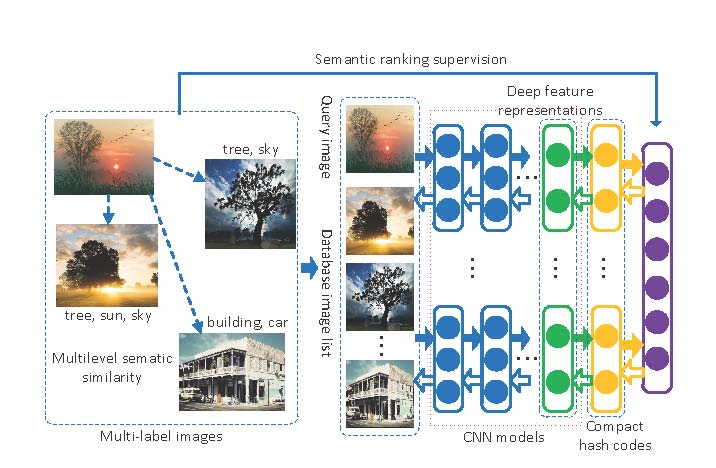 Semantic ranking supervision
Deep feature
representations
Query image
tree, sky
Database image list
tree, sun, sky
building, car
Multilevel sematic
similarity
Multi-label images
CNN models
Compact
hash codes